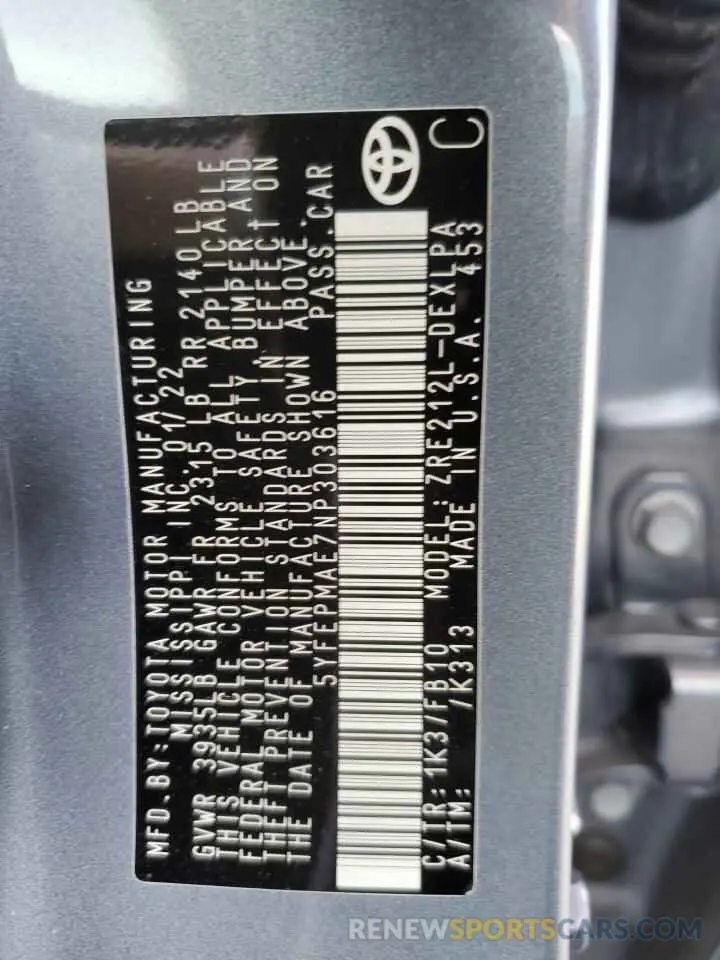 MFD.BY:TOYOTA MOTOR MANUFACTURING
MISSISSIPPI INC. 01/22
GVWR 3935LB GAWR FR 2315 LB RR 2140LB
THIS VEHICLE CONFORMS TO ALL APPLICABLE
FEDERAL MOTOR VEHICLE SAFETY, BUMPER, AND
THEFT PREVENTION STANDARDS IN EFFECT ON
THE DATE OF MANUFACTURE SHOWN ABOVE.
5YFEPMAE7NP303616 PASS.CAR
C/TR:1K3/FB10 MODEL: ZRE212L-DEXLPA
A/TM: /K313 MADE IN U.S.A. 453
C
RENEWSPORTSCARS.COM